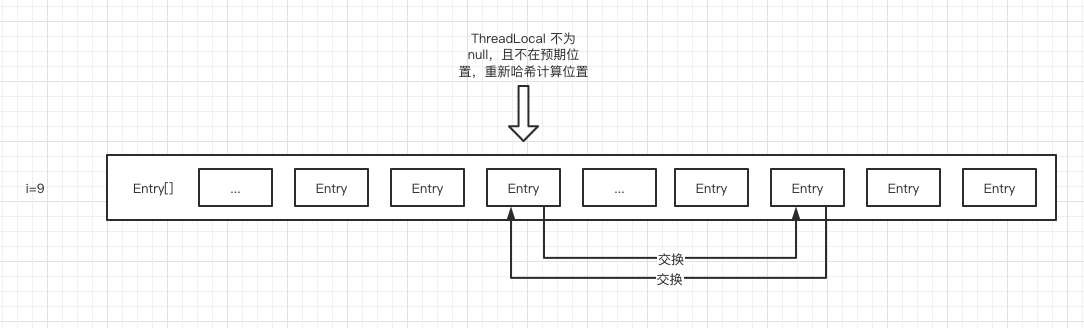 ThreadLocal 不为
null，且不在预期位
置，重新哈希计算位置
i=9
Entry[]
...
Entry
Entry
Entry
...
Entry
Entry
Entry
Entry
交换
交换